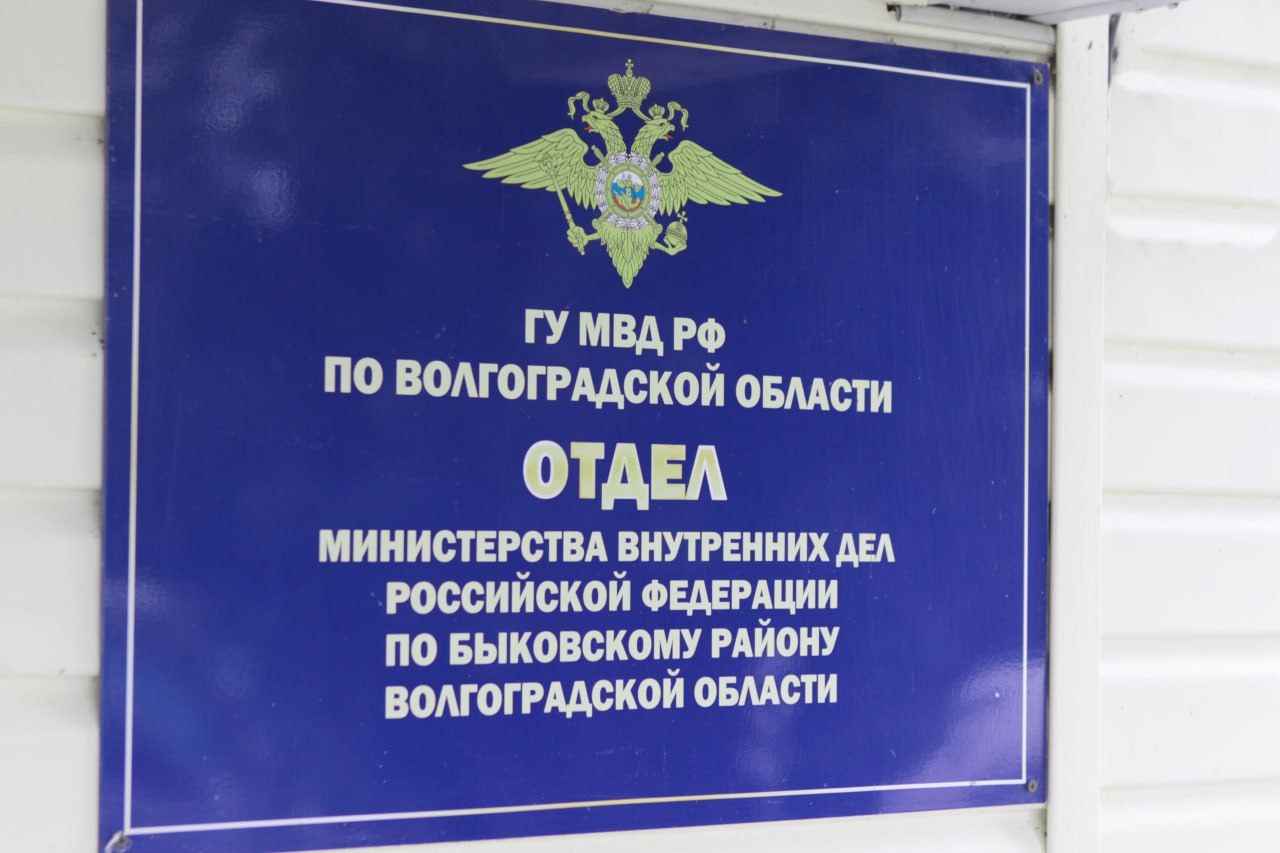 ГУ МВД РФ
ПО ВОЛГОГРАДСКОЙ ОБЛАСТИ
ОТДЕЛ
МИНИСТЕРСТВА ВНУТРЕННИХ ДЕЛ
РОССИЙСКОЙ ФЕДЕРАЦИИ
ПО БЫКОВСКОМУ РАЙОНУ
ВОЛГОГРАДСКОЙ ОБЛАСТИ